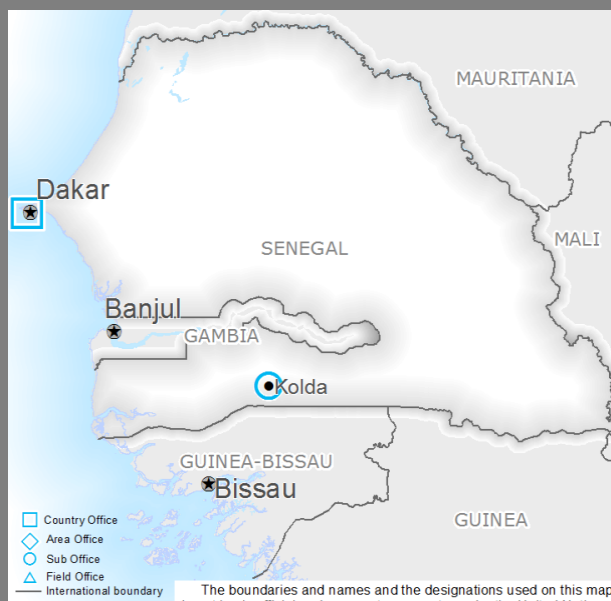 MAURITANIA
Dakar
MALI
SENEGAL
Banjul
GAMBIA
Kolda
GUINEA-BISSAU
Bissau
GUINEA
Country Office
Area Office
Sub Office
Field Office
International boundary
The boundaries and names and the designations used on this map